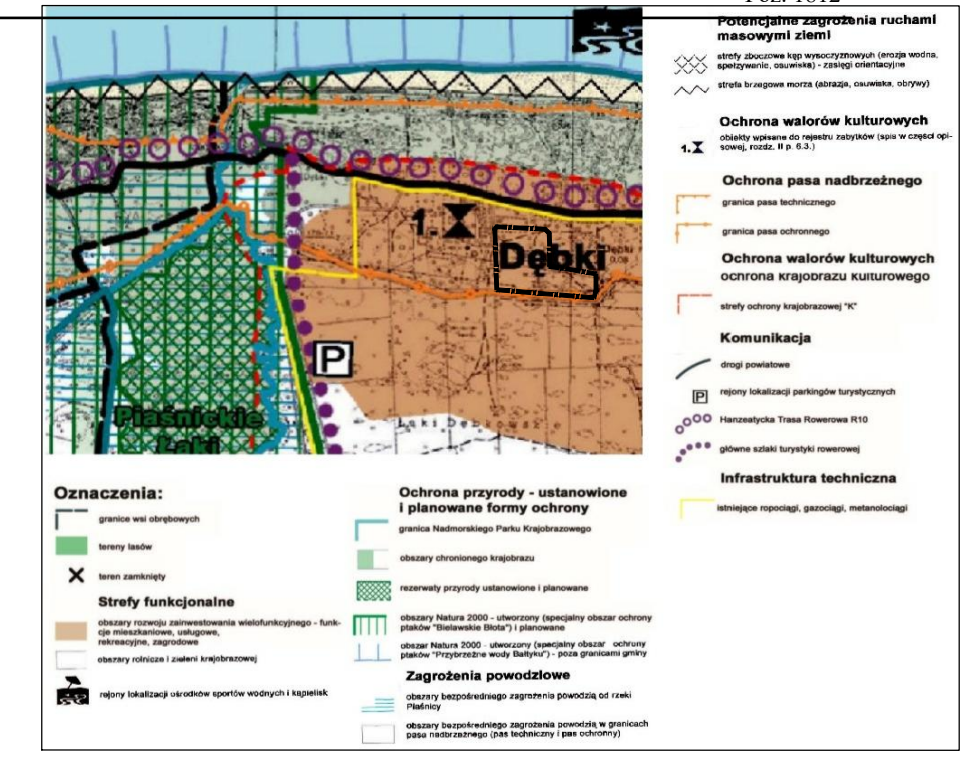 Poz. 1612
1.
Dębki
P
Piaśnickie
Łąki
Łąki Dębkowskie
Potencjalne zagrożenia ruchami
masowymi ziemi
strefy zboczowe kęp wysoczyznowych (erozja wodna,
spełzywanie, osuwiska) - zasięgi orientacyjne
strefa brzegowa morza (abrazja, osuwiska, obrywy)
Ochrona walorów kulturowych
1.
obiekty wpisane do rejestru zabytków (spis w części opi-
sowej, rozdz. II p. 6.3.)
Ochrona pasa nadbrzeżnego
granica pasa technicznego
granica pasa ochronnego
Ochrona walorów kulturowych
ochrona krajobrazu kulturowego
strefy ochrony krajobrazowej "K"
Komunikacja
drogi powiatowe
P
rejony lokalizacji parkingów turystycznych
Hanzeatycka Trasa Rowerowa R10
główne szlaki turystyki rowerowej
Infrastruktura techniczna
istniejące ropociągi, gazociągi, metanolociągi
Oznaczenia:
granice wsi obrębowych
tereny lasów
teren zamknięty
Strefy funkcjonalne
obszary rozwoju zainwestowania wielofunkcyjnego - funk-
cje mieszkaniowe, usługowe,
rekreacyjne, zagrodowe
obszary rolnicze i zieleni krajobrazowej
rejony lokalizacji ośrodków sportów wodnych i kąpielisk
Ochrona przyrody - ustanowione
i planowane formy ochrony
granica Nadmorskiego Parku Krajobrazowego
obszary chronionego krajobrazu
rezerwaty przyrody ustanowione i planowane
obszary Natura 2000 - utworzony (specjalny obszar ochrony
ptaków "Bielawskie Błota") i planowane
obszar Natura 2000 - utworzony (specjalny obszar ochrony
ptaków "Przybrzeżne wody Bałtyku") - poza granicami gminy
Zagrożenia powodziowe
obszary bezpośredniego zagrożenia powodzią od rzeki
Piaśnicy
obszary bezpośredniego zagrożenia powodzią w granicach
pasa nadbrzeżnego (pas techniczny i pas ochronny)